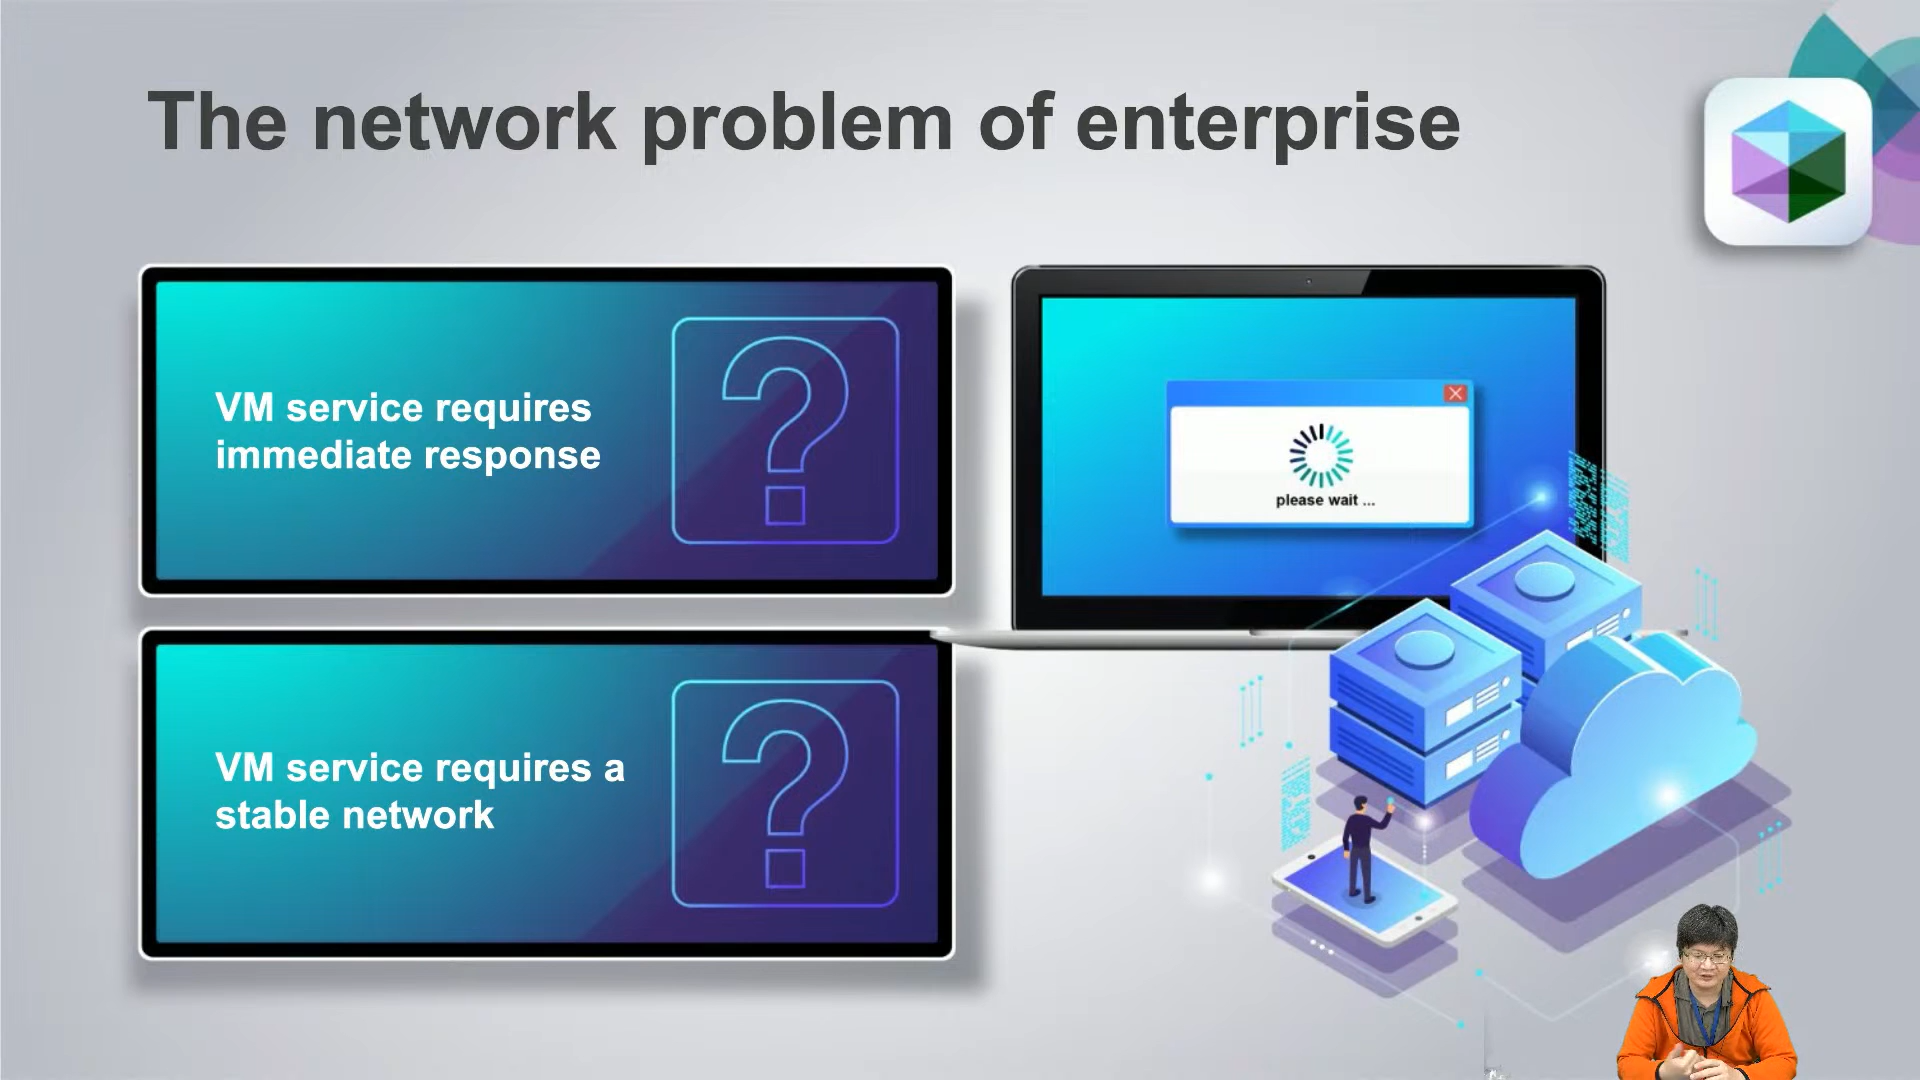 The network problem of enterprise
VM service requires
immediate response
please wait ...
VM service requires a
stable network